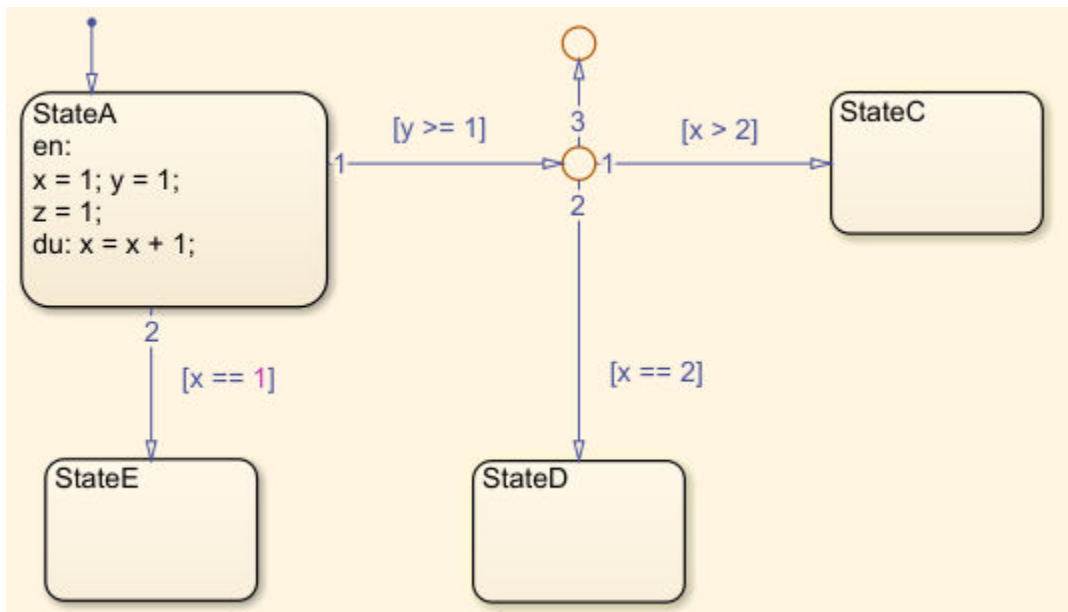 StateA
en:
x = 1; y = 1;
z = 1;
du: x = x + 1;
1
[y >= 1]
3
1
[x > 2]
StateC
2
2
[x == 1]
[x == 2]
StateE
StateD